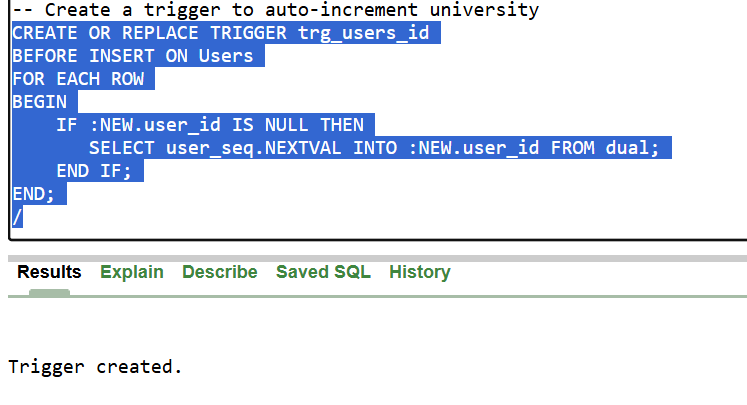 -- Create a trigger to auto-increment university
CREATE OR REPLACE TRIGGER trg_users_id
BEFORE INSERT ON Users
FOR EACH ROW
BEGIN
    IF :NEW.user_id IS NULL THEN
       SELECT user_seq.NEXTVAL INTO :NEW.user_id FROM dual;
    END IF;
END;
/
Results Explain Describe Saved SQL History
Trigger created.